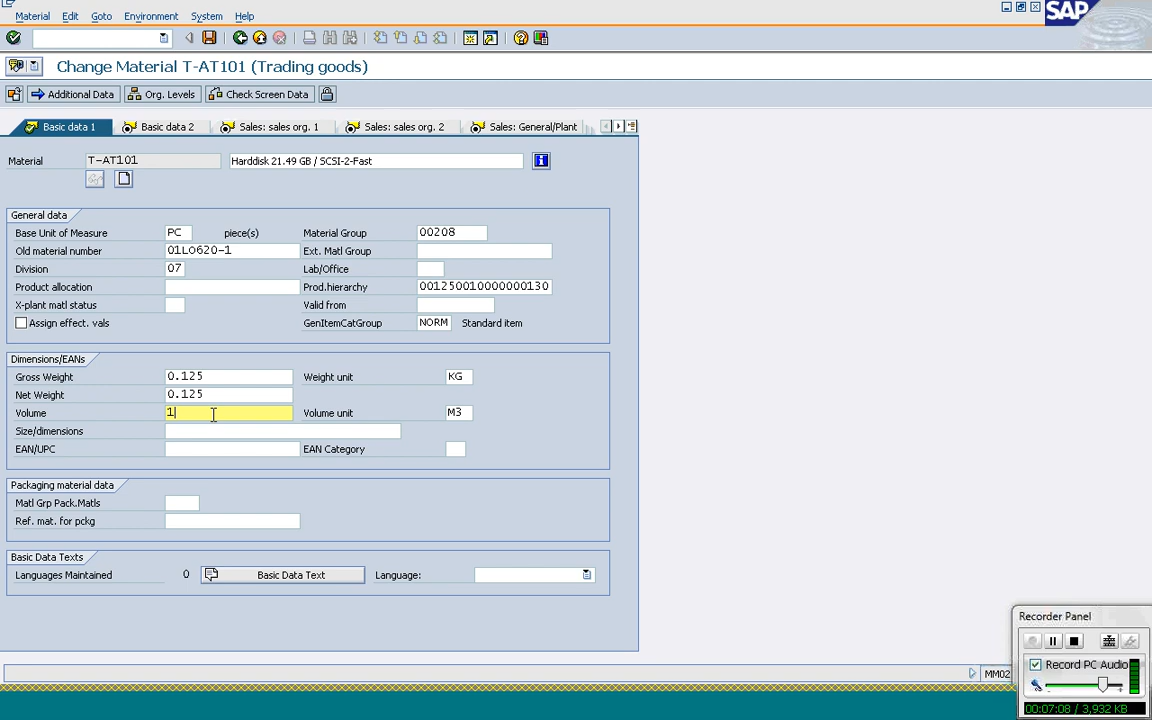 Material Edit Goto Environment System Help
SAP
Change Material T-AT101 (Trading goods)
Additional Data Org. Levels Check Screen Data
Basic data 1 Basic data 2 Sales: sales org. 1 Sales: sales org. 2 Sales: General/Plant
Material T-AT101 Harddisk 21.49 GB / SCSI-2-Fast
General data
Base Unit of Measure PC piece(s) Material Group 00208
Old material number 01LO620-1 Ext. Matl Group
Division 07 Lab/Office
Product allocation Prod.hierarchy 001250010000000130
X-plant matl status Valid from
Assign effect. vals GenItemCatGroup NORM Standard item
Dimensions/EANs
Gross Weight 0.125 Weight unit KG
Net Weight 0.125
Volume 1 Volume unit M3
Size/dimensions
EAN/UPC EAN Category
Packaging material data
Matl Grp Pack.Matls
Ref. mat. for pckg
Basic Data Texts
Languages Maintained 0 Basic Data Text Language:
MM02
Recorder Panel
Record PC Audio
00:07:08 / 3,932 KB